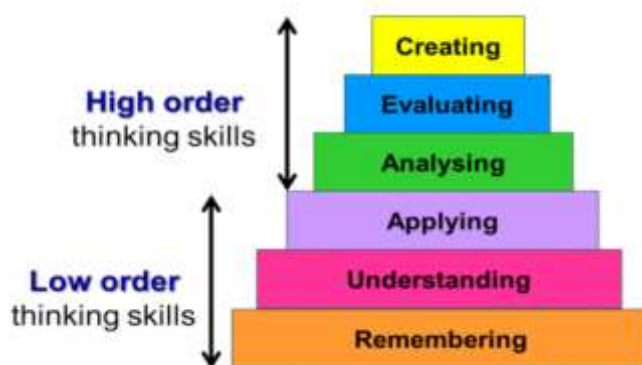 Creating
High order
thinking skills
Evaluating
Analysing
Applying
Low order
thinking skills
Understanding
Remembering